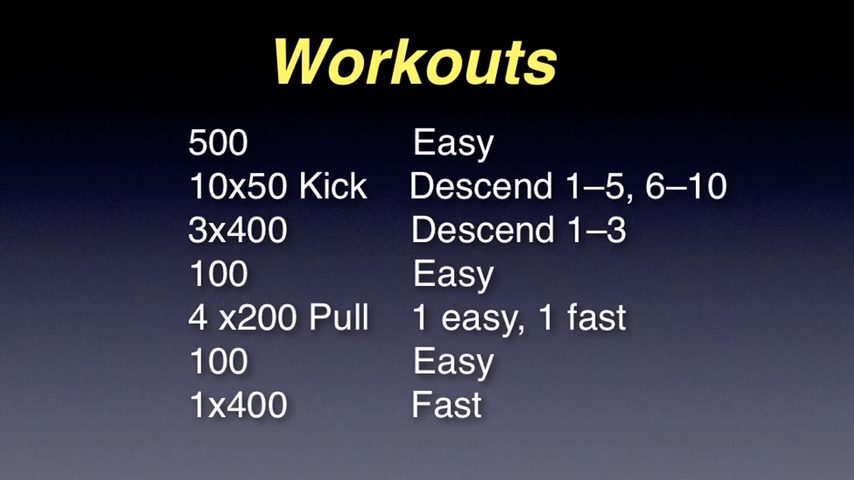 Workouts
500 Easy
10x50 Kick Descend 1–5, 6–10
3x400 Descend 1–3
100 Easy
4 x200 Pull 1 easy, 1 fast
100 Easy
1x400 Fast